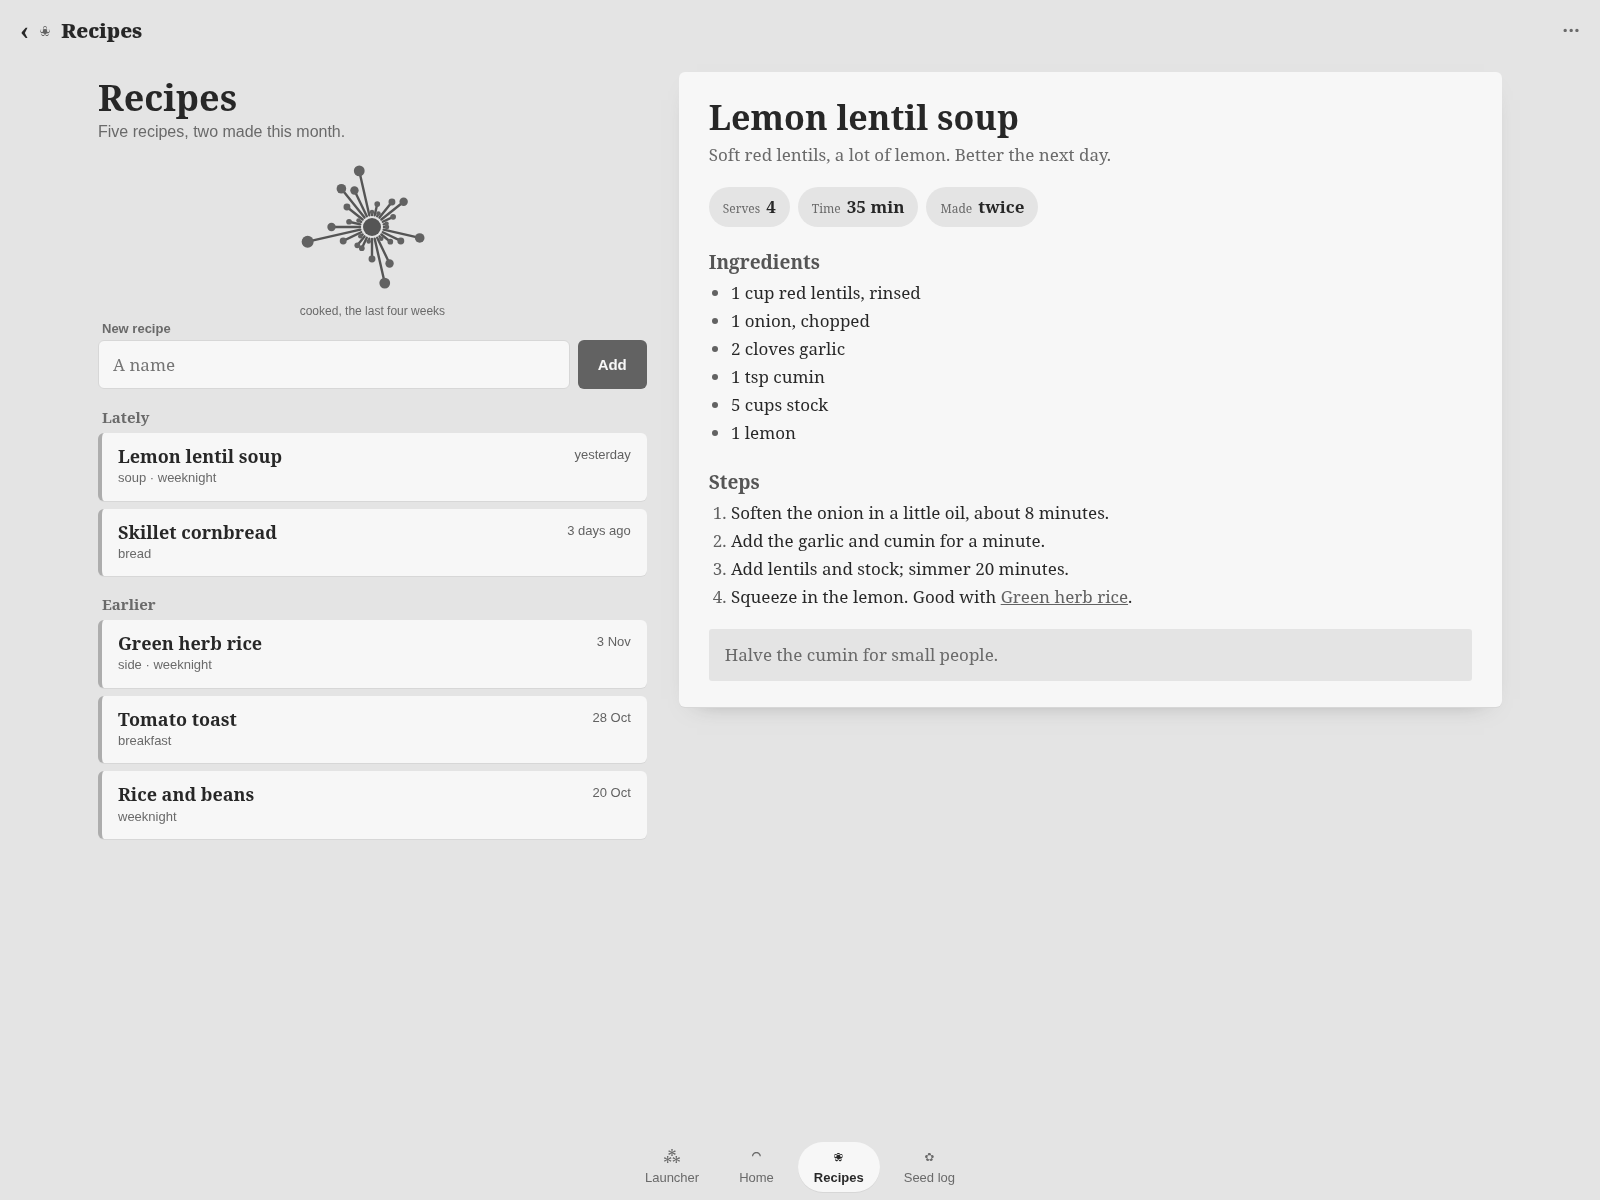 Recipes
Recipes
Five recipes, two made this month.
cooked, the last four weeks
New recipe
A name
Add
Lately
Lemon lentil soup
yesterday
soup · weeknight
Skillet cornbread
3 days ago
bread
Earlier
Green herb rice
3 Nov
side · weeknight
Tomato toast
28 Oct
breakfast
Rice and beans
20 Oct
weeknight
Lemon lentil soup
Soft red lentils, a lot of lemon. Better the next day.
Serves 4
Time 35 min
Made twice
Ingredients
1 cup red lentils, rinsed
1 onion, chopped
2 cloves garlic
1 tsp cumin
5 cups stock
1 lemon
Steps
1. Soften the onion in a little oil, about 8 minutes.
2. Add the garlic and cumin for a minute.
3. Add lentils and stock; simmer 20 minutes.
4. Squeeze in the lemon. Good with Green herb rice.
Halve the cumin for small people.
Launcher
Home
Recipes
Seed log